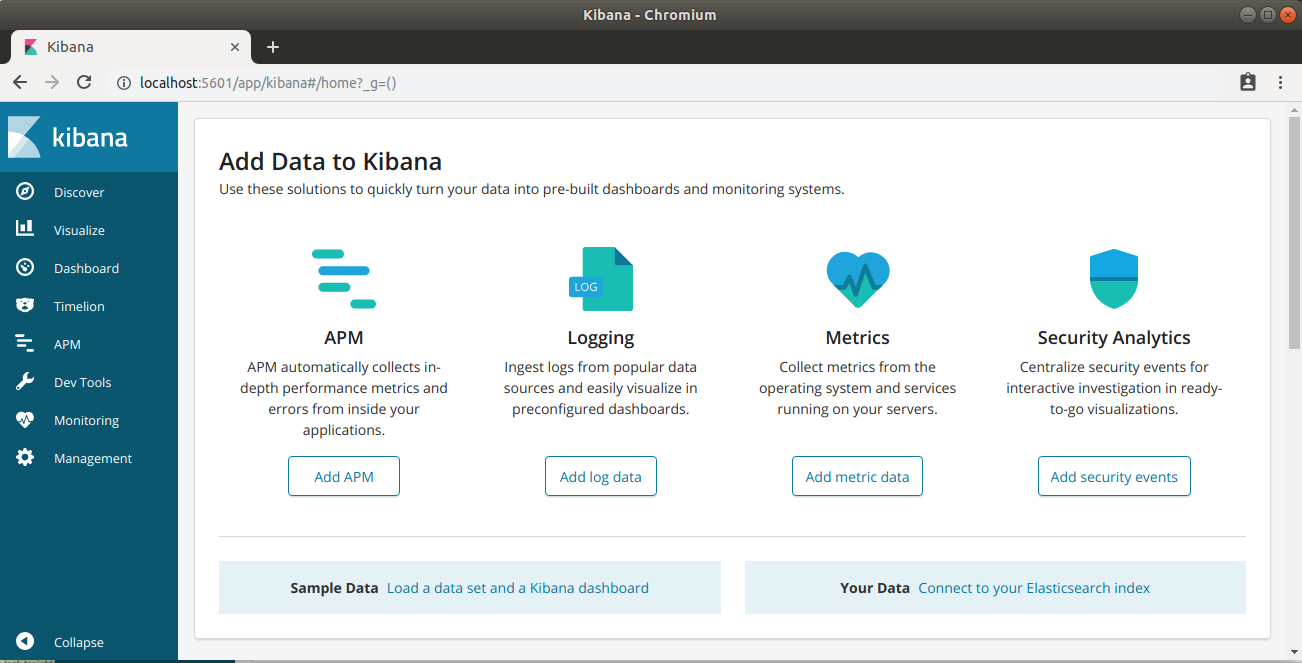 Kibana - Chromium
Kibana
localhost:5601/app/kibana#/home?_g=()
kibana
Discover
Visualize
Dashboard
Timelion
APM
Dev Tools
Monitoring
Management
Collapse
Add Data to Kibana
Use these solutions to quickly turn your data into pre-built dashboards and monitoring systems.
APM
APM automatically collects in-
depth performance metrics and
errors from inside your
applications.
Add APM
LOG
Logging
Ingest logs from popular data
sources and easily visualize in
preconfigured dashboards.
Add log data
Metrics
Collect metrics from the
operating system and services
running on your servers.
Add metric data
Security Analytics
Centralize security events for
interactive investigation in ready-
to-go visualizations.
Add security events
Sample Data Load a data set and a Kibana dashboard
Your Data Connect to your Elasticsearch index